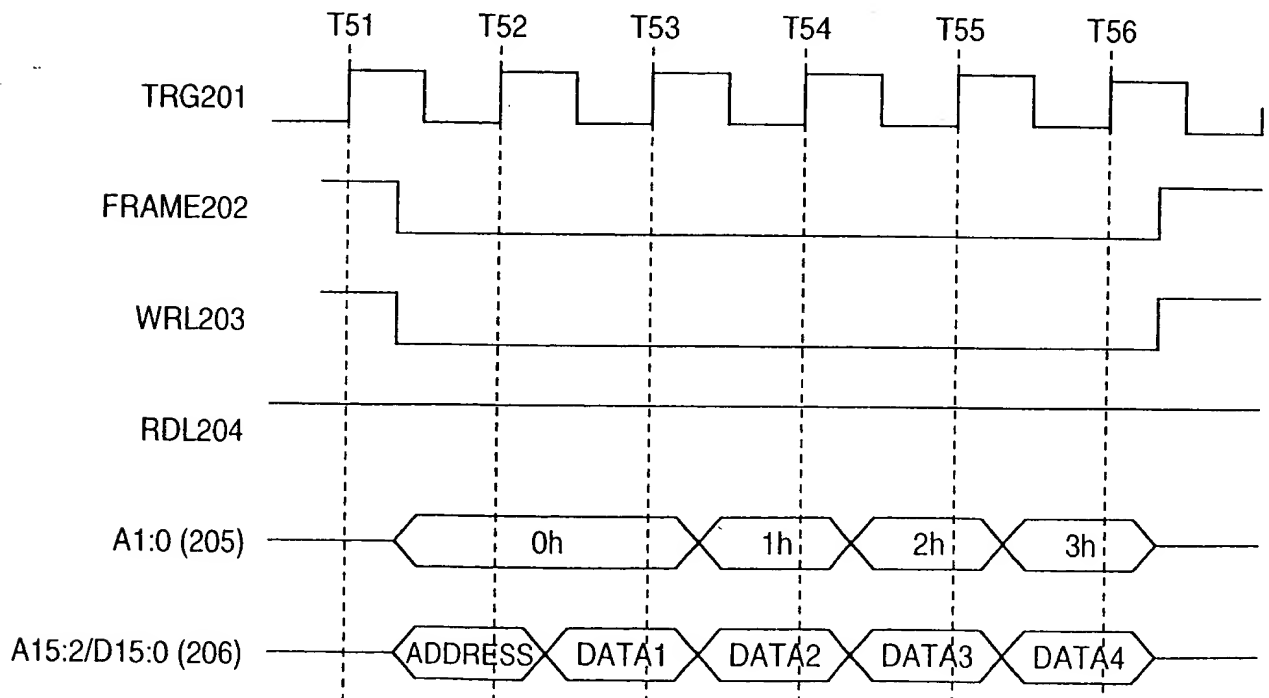 T51 T52 T53 T54 T55 T56
TRG201
FRAME202
WRL203
RDL204
A1:0 (205) 0h 1h 2h 3h
A15:2/D15:0 (206) ADDRESS DATA1 DATA2 DATA3 DATA4